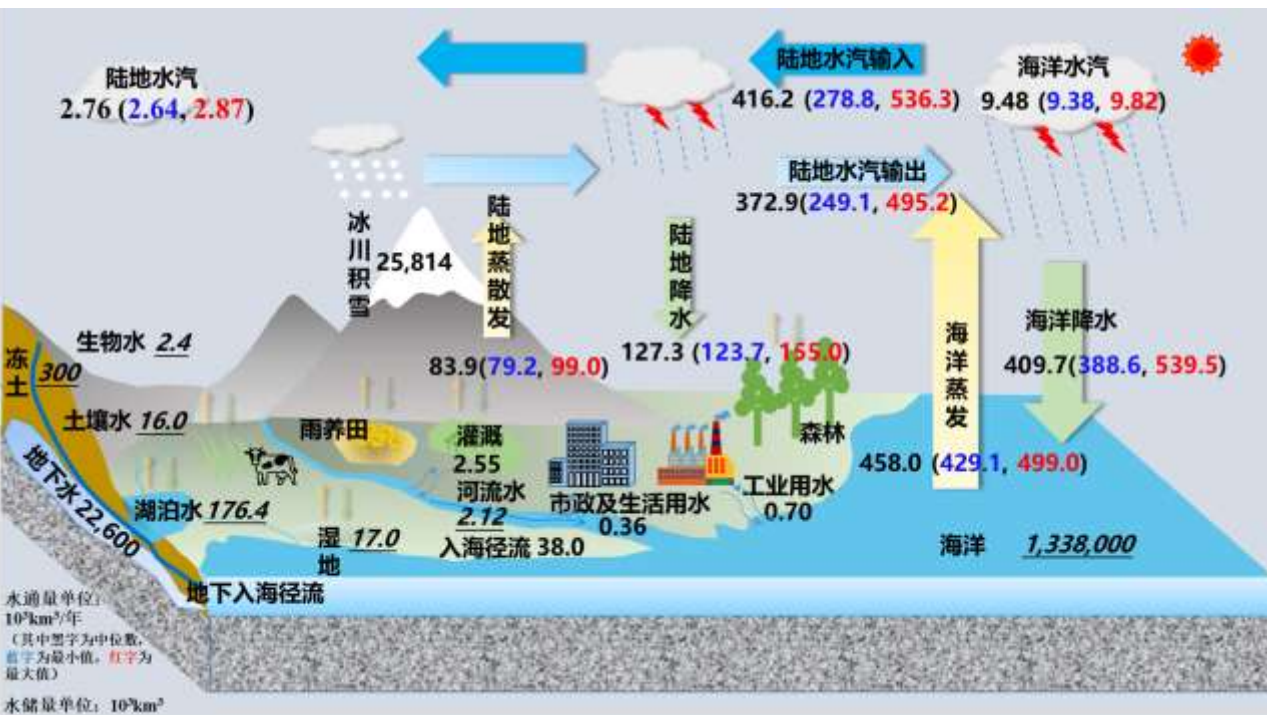 陆地水汽
2.76 (2.64, 2.87)
陆地水汽输入
416.2 (278.8, 536.3)
海洋水汽
9.48 (9.38, 9.82)
陆地水汽输出
372.9(249.1, 495.2)
冰川积雪
25,814
陆地蒸散发
83.9(79.2, 99.0)
陆地降水
127.3 (123.7, 155.0)
海洋蒸发
458.0 (429.1, 499.0)
海洋降水
409.7(388.6, 539.5)
生物水 2.4
冻土
300
土壤水 16.0
地下水 22,600
湖泊水 176.4
雨养田
灌溉
2.55
河流水
2.12
湿地
17.0
入海径流 38.0
市政及生活用水
0.36
工业用水
0.70
森林
海洋 1,338,000
地下入海径流
水通量单位:
10³km³/年
(其中黑字为中位数,
蓝字为最小值,红字为
最大值)
水储量单位:10³km³